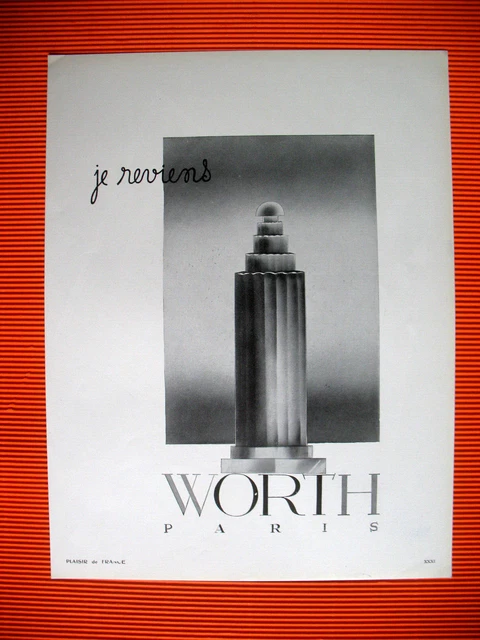 je reviens
WORTH
PARIS
PLAISIR de FRANCE
XXXI